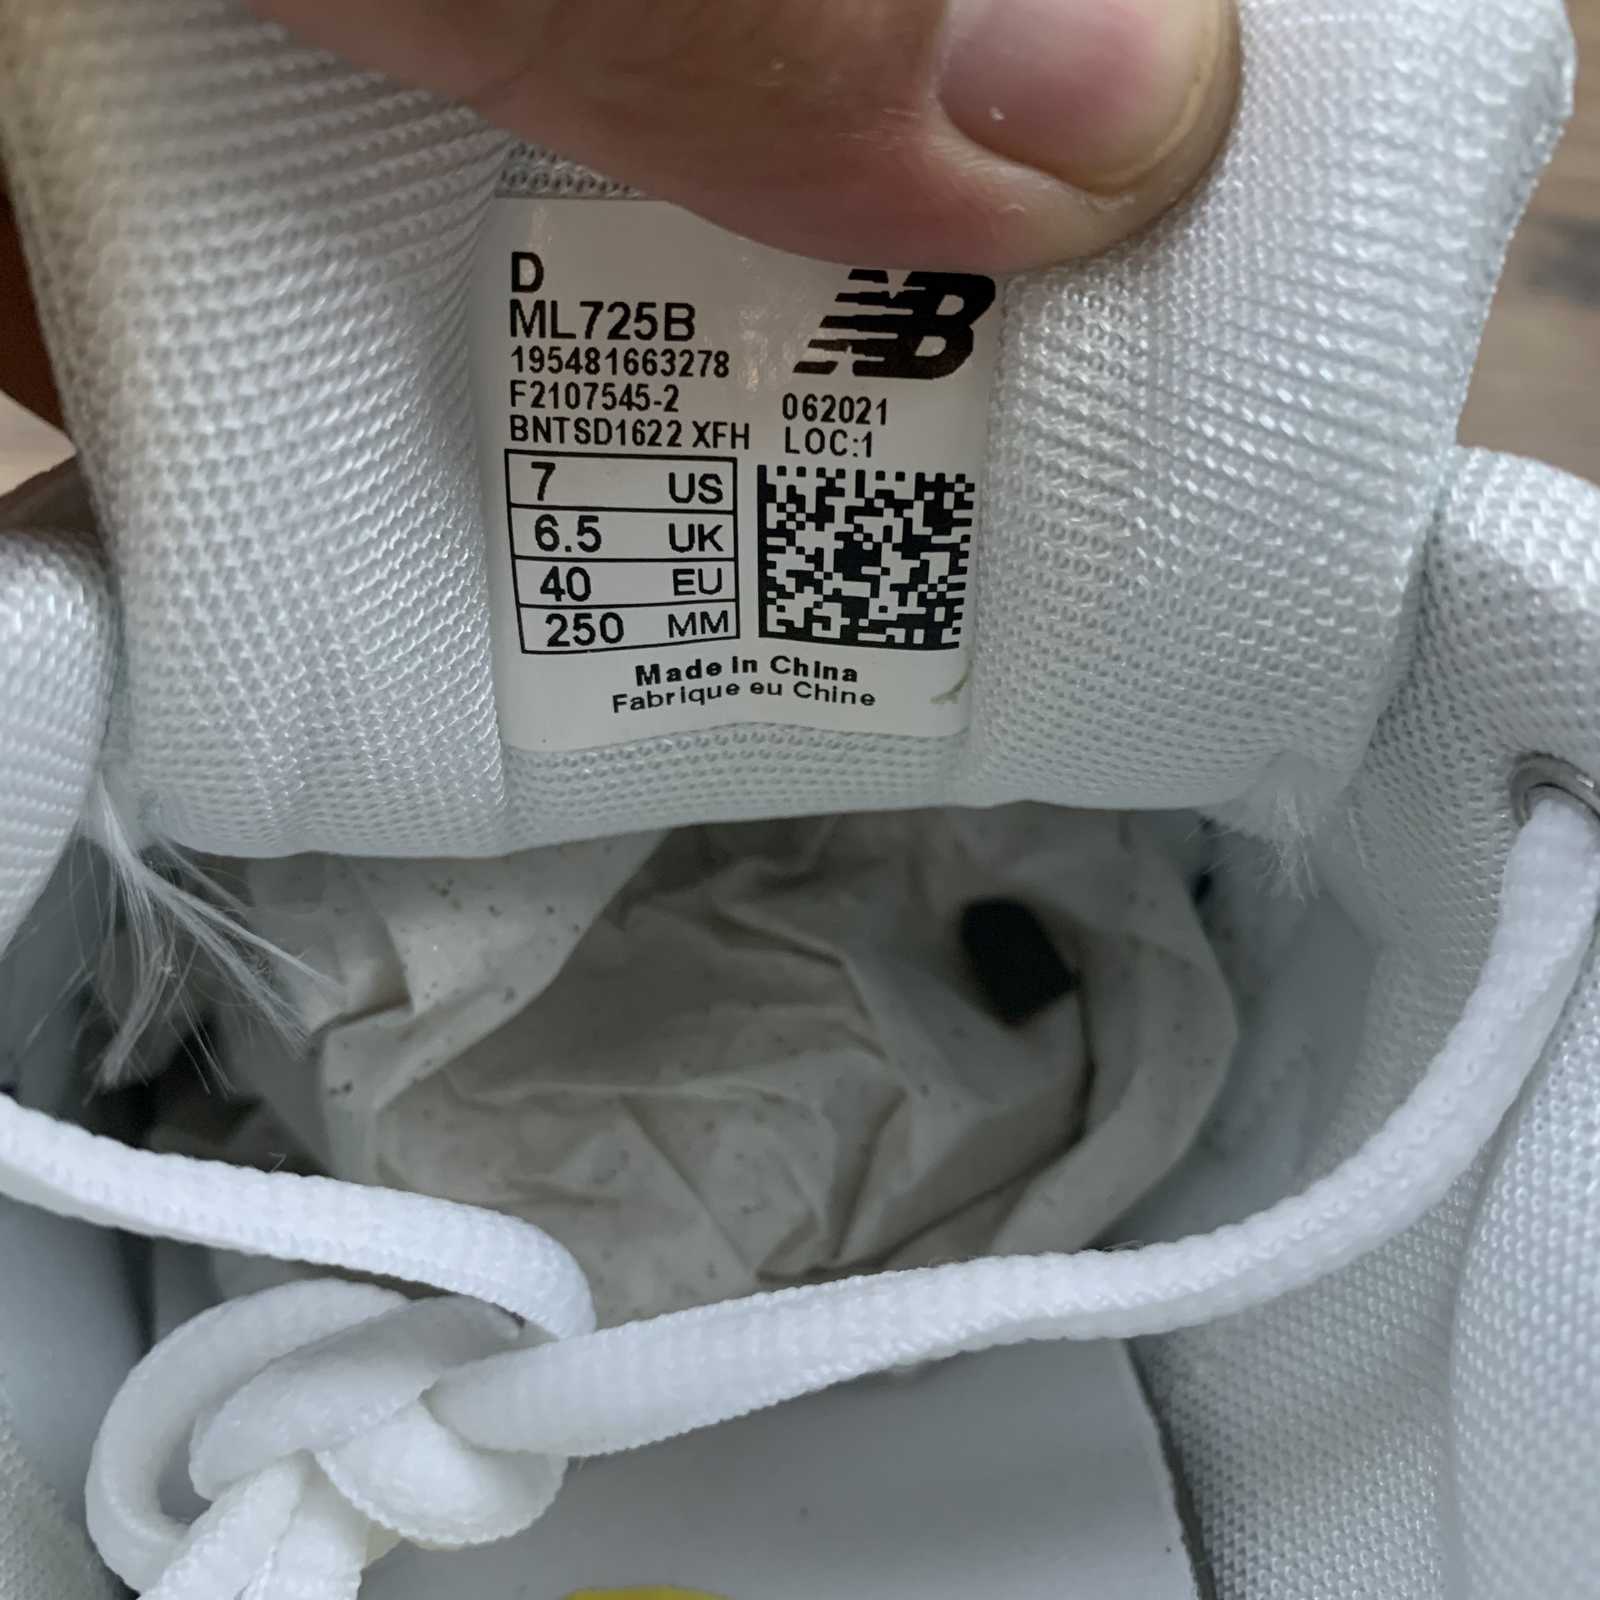 D
ML725B
NB
195481663278
F2107545-2
062021
BNTSD1622 XFH
LOC:1
7 US
6.5 UK
40 EU
250 MM
Made in China
Fabrique eu Chine